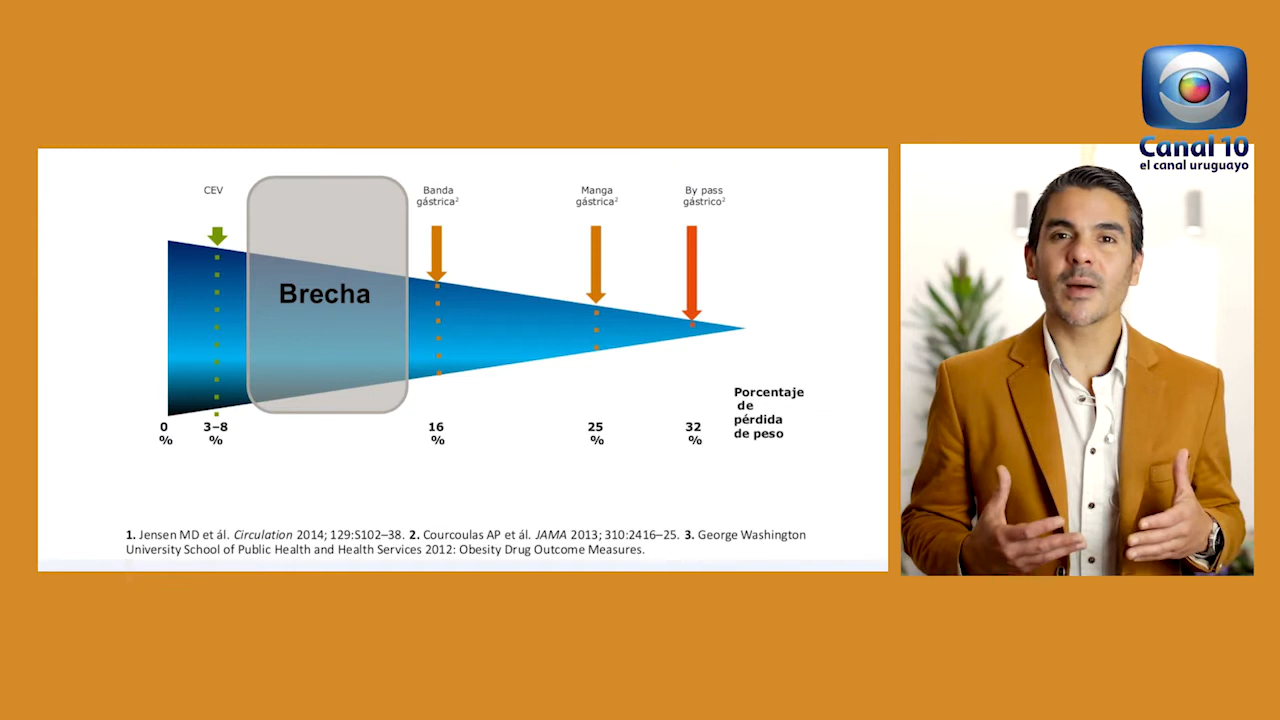 Canal 10
el canal uruguayo
CEV
Banda
gástrica²
Manga
gástrica²
By pass
gástrico²
Brecha
0
%
3–8
%
16
%
25
%
32
%
Porcentaje
de
pérdida
de peso
1. Jensen MD et ál. Circulation 2014; 129:S102–38. 2. Courcoulas AP et ál. JAMA 2013; 310:2416–25. 3. George Washington
University School of Public Health and Health Services 2012: Obesity Drug Outcome Measures.